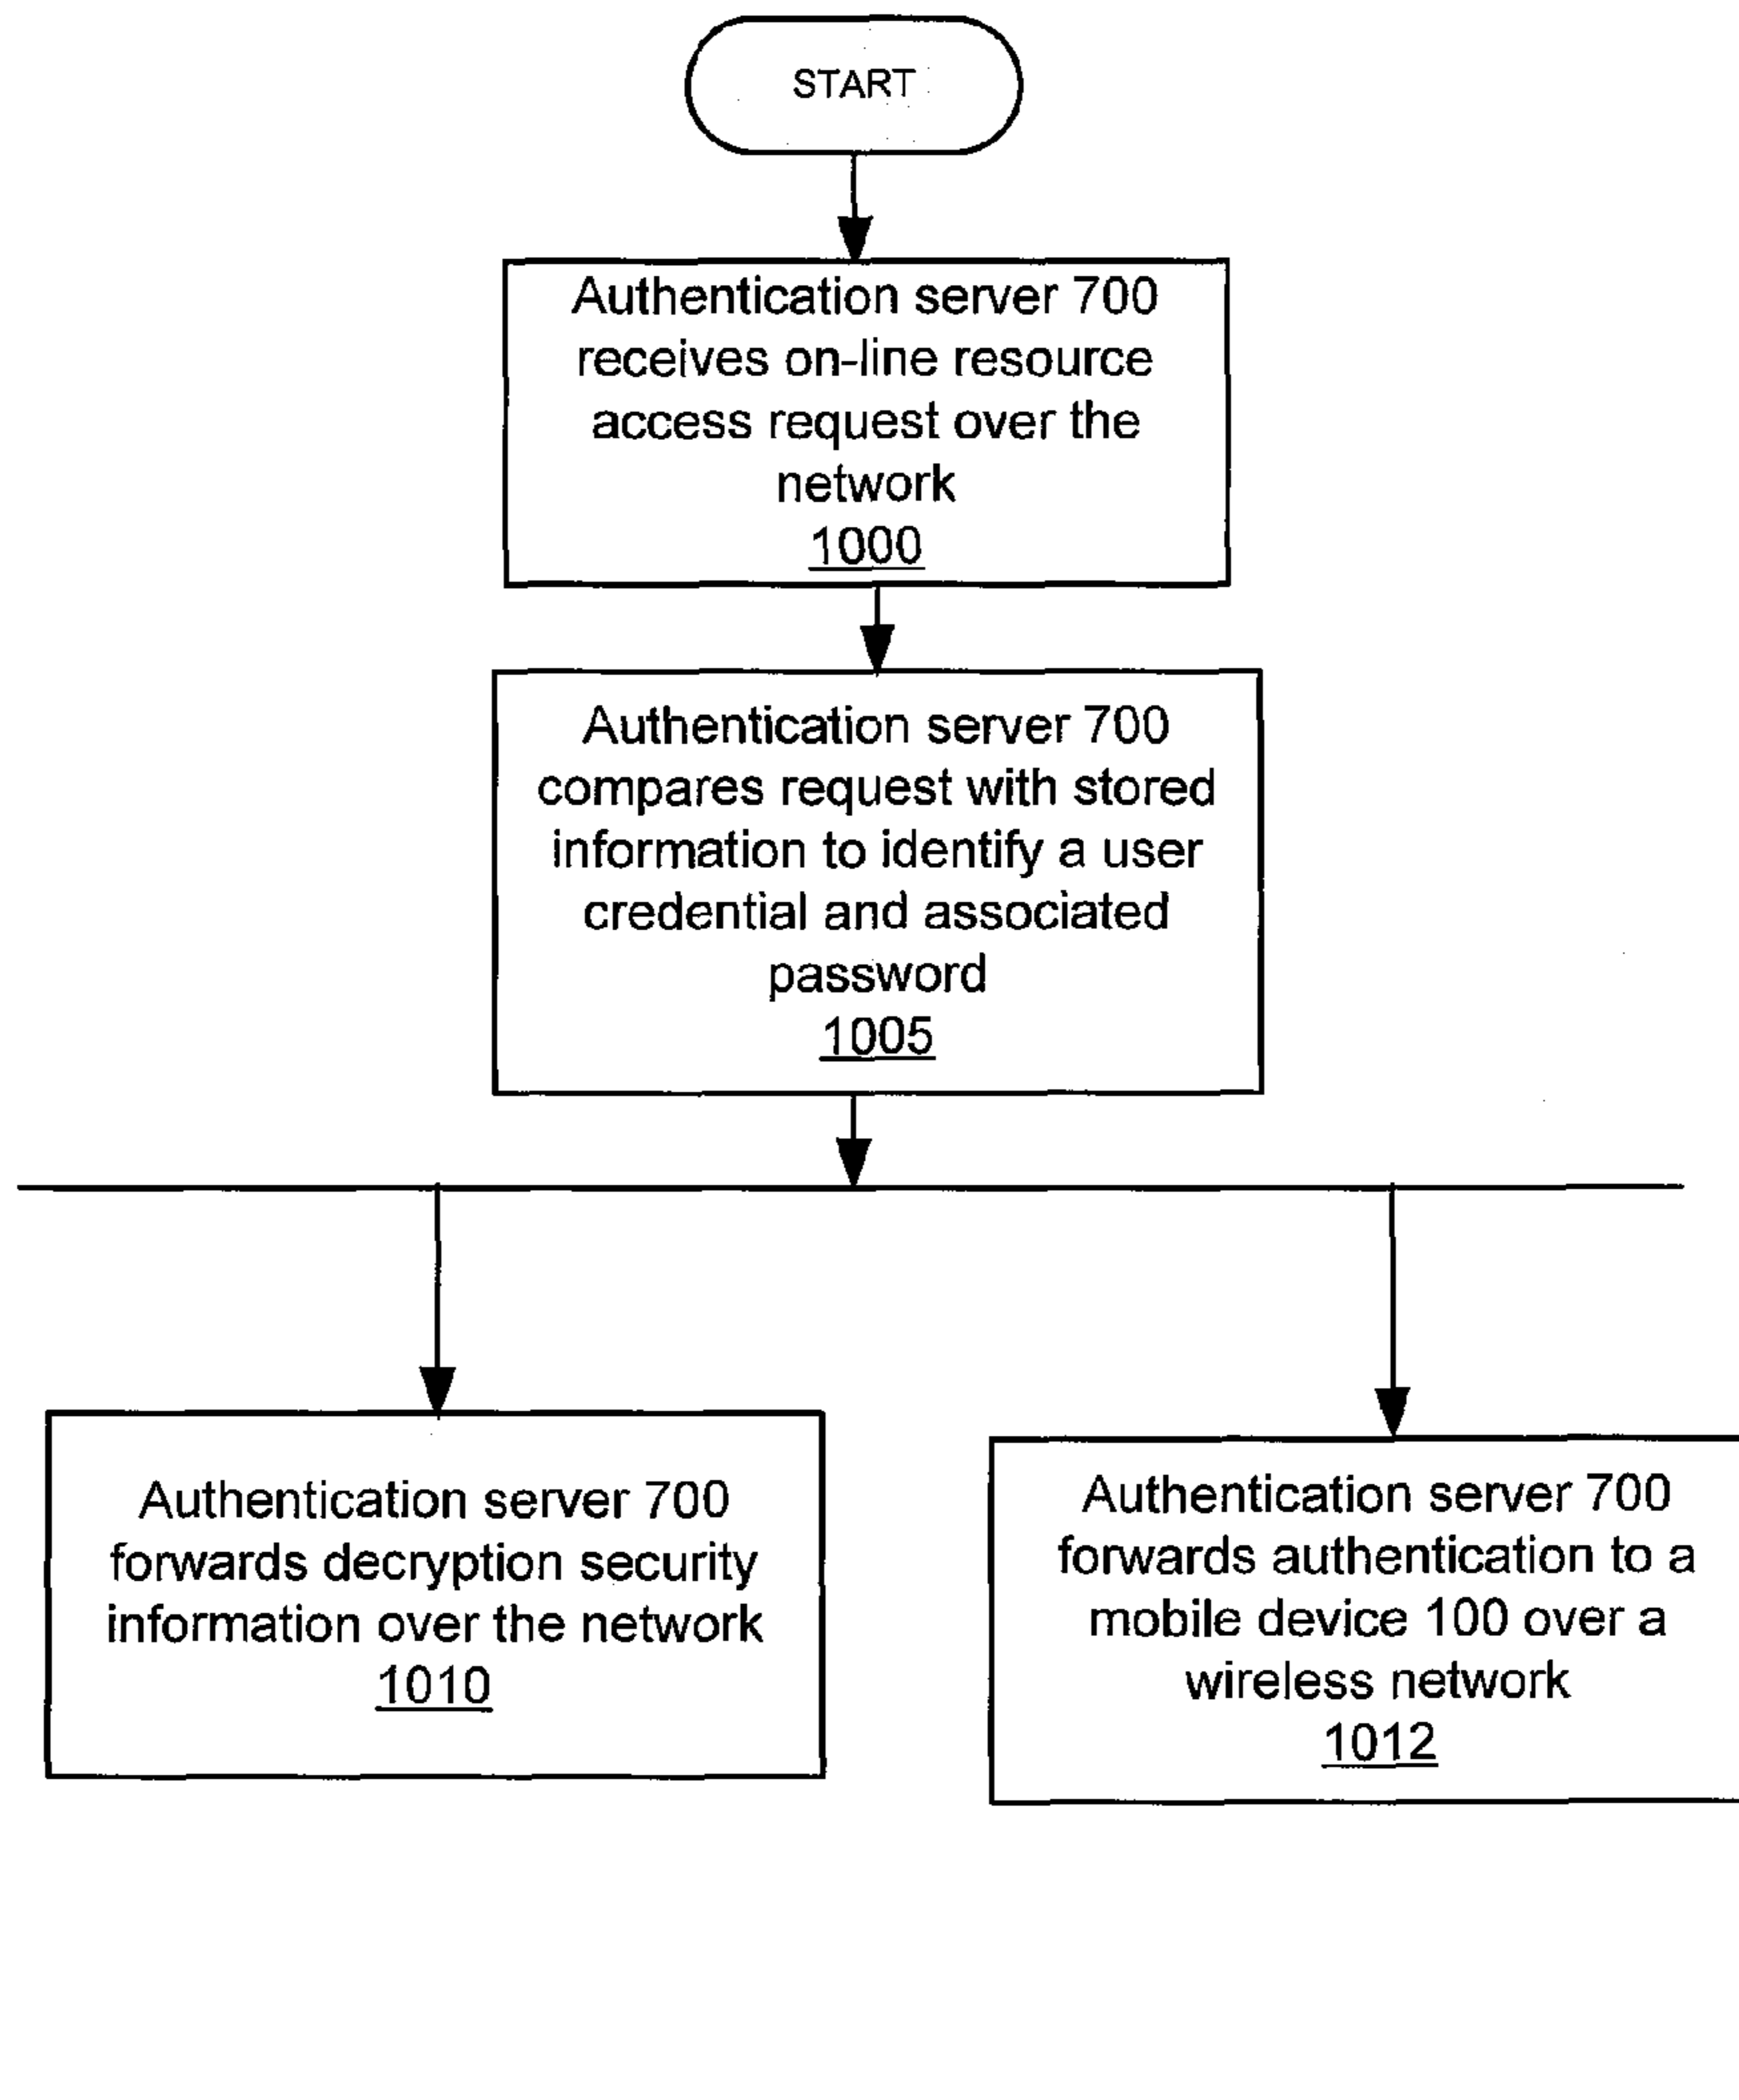 START
Authentication server 700
receives on-line resource
access request over the
network
1000
Authentication server 700
compares request with stored
information to identify a user
credential and associated
password
1005
Authentication server 700
forwards decryption security
information over the network
1010
Authentication server 700
forwards authentication to a
mobile device 100 over a
wireless network
1012